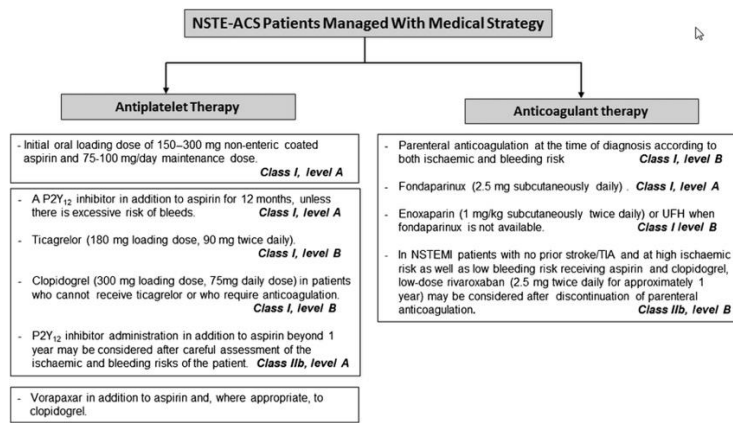 NSTE-ACS Patients Managed With Medical Strategy
Antiplatelet Therapy
- Initial oral loading dose of 150–300 mg non-enteric coated
aspirin and 75-100 mg/day maintenance dose.
Class I, level A
- A P2Y12 inhibitor in addition to aspirin for 12 months, unless
there is excessive risk of bleeds. Class I, level A
- Ticagrelor (180 mg loading dose, 90 mg twice daily).
Class I, level B
- Clopidogrel (300 mg loading dose, 75mg daily dose) in patients
who cannot receive ticagrelor or who require anticoagulation.
Class I, level B
- P2Y12 inhibitor administration in addition to aspirin beyond 1
year may be considered after careful assessment of the
ischaemic and bleeding risks of the patient. Class IIb, level A
- Vorapaxar in addition to aspirin and, where appropriate, to
clopidogrel.
Anticoagulant therapy
- Parenteral anticoagulation at the time of diagnosis according to
both ischaemic and bleeding risk Class I, level B
- Fondaparinux (2.5 mg subcutaneously daily) . Class I, level A
- Enoxaparin (1 mg/kg subcutaneously twice daily) or UFH when
fondaparinux is not available. Class I level B
- In NSTEMI patients with no prior stroke/TIA and at high ischaemic
risk as well as low bleeding risk receiving aspirin and clopidogrel,
low-dose rivaroxaban (2.5 mg twice daily for approximately 1
year) may be considered after discontinuation of parenteral
anticoagulation. Class IIb, level B